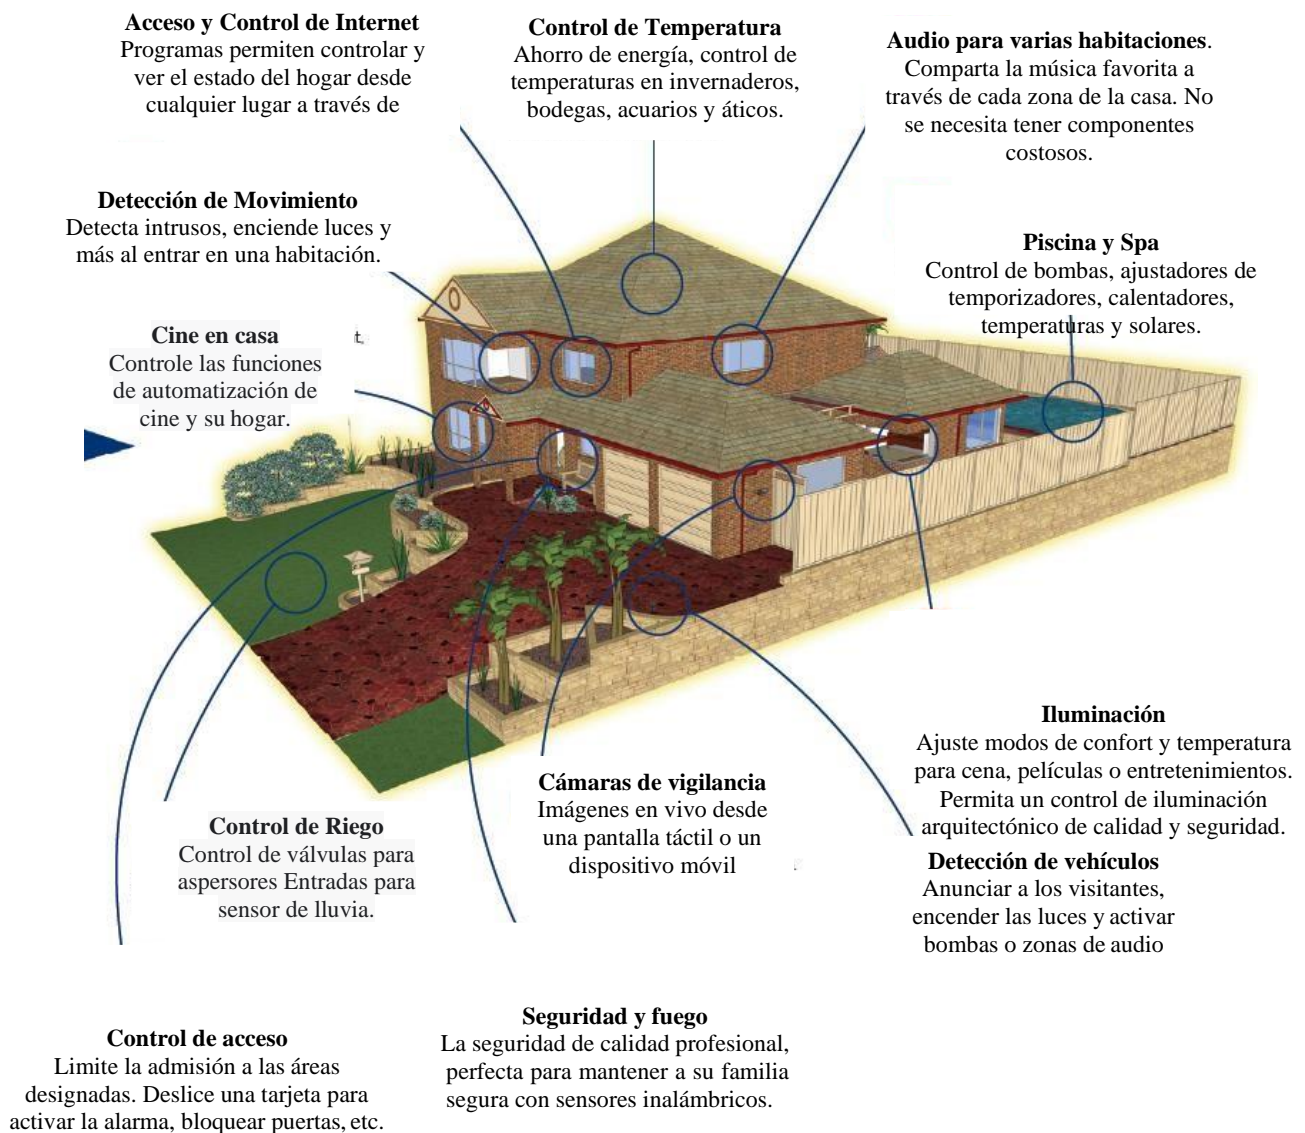 Acceso y Control de Internet
Programas permiten controlar y
ver el estado del hogar desde
cualquier lugar a través de
Control de Temperatura
Ahorro de energía, control de
temperaturas en invernaderos,
bodegas, acuarios y áticos.
Audio para varias habitaciones.
Comparta la música favorita a
través de cada zona de la casa. No
se necesita tener componentes
costosos.
Detección de Movimiento
Detecta intrusos, enciende luces y
más al entrar en una habitación.
Piscina y Spa
Control de bombas, ajustadores de
temporizadores, calentadores,
temperaturas y solares.
Cine en casa
Controle las funciones
de automatización de
cine y su hogar.
Iluminación
Ajuste modos de confort y temperatura
para cena, películas o entretenimientos.
Permita un control de iluminación
arquitectónico de calidad y seguridad.
Cámaras de vigilancia
Imágenes en vivo desde
una pantalla táctil o un
dispositivo móvil
Control de Riego
Control de válvulas para
aspersores Entradas para
sensor de lluvia.
Detección de vehículos
Anunciar a los visitantes,
encender las luces y activar
bombas o zonas de audio
Seguridad y fuego
La seguridad de calidad profesional,
perfecta para mantener a su familia
segura con sensores inalámbricos.
Control de acceso
Limite la admisión a las áreas
designadas. Deslice una tarjeta para
activar la alarma, bloquear puertas, etc.